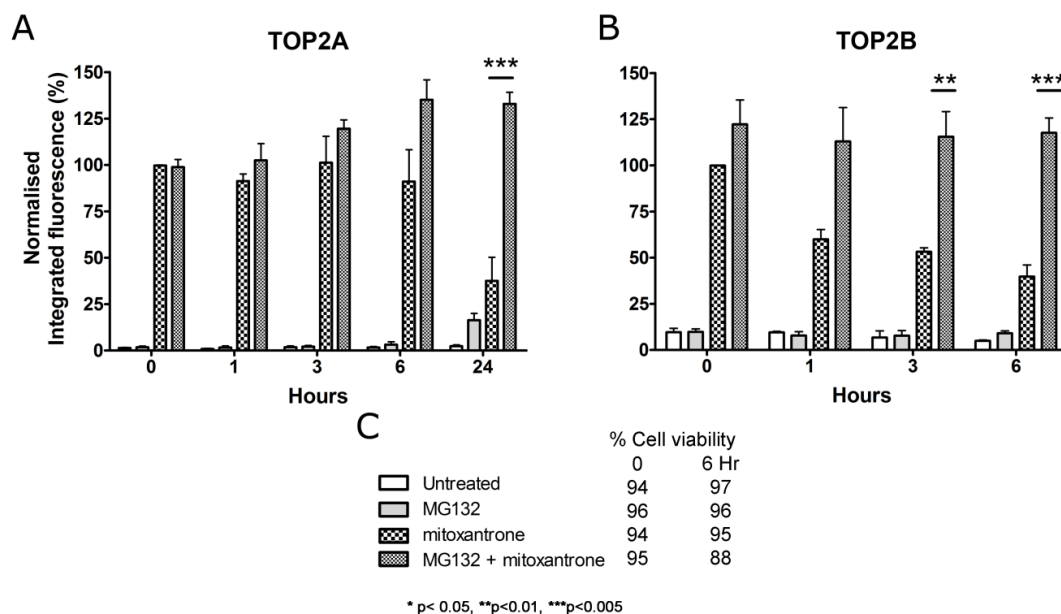 A
TOP2A
Normalised
Integrated fluorescence (%)
150
125
100
75
50
25
0
***
0 1 3 6 24
Hours
B
TOP2B
150
125
100
75
50
25
0
**
***
0 1 3 6
Hours
C
% Cell viability
0 6 Hr
Untreated 94 97
MG132 96 96
mitoxantrone 94 95
MG132 + mitoxantrone 95 88
* p< 0.05, **p<0.01, ***p<0.005